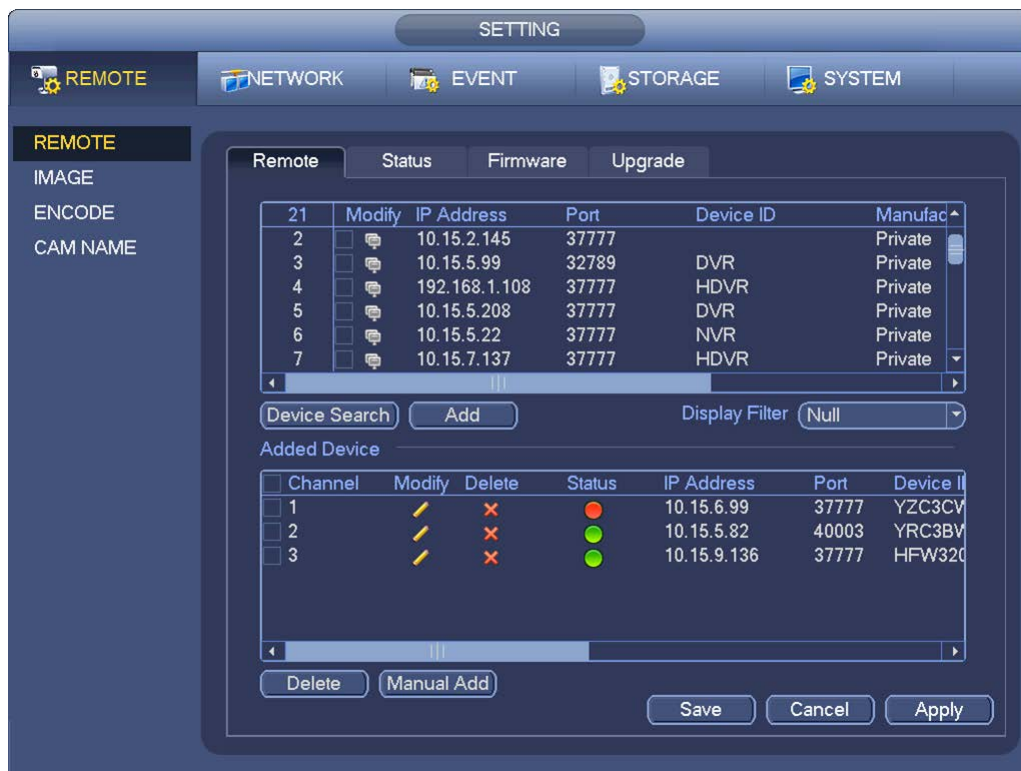 SETTING
REMOTE NETWORK EVENT STORAGE SYSTEM
REMOTE
IMAGE
ENCODE
CAM NAME
Remote Status Firmware Upgrade
21 Modify IP Address Port Device ID Manufac
2 10.15.2.145 37777 Private
3 10.15.5.99 32789 DVR Private
4 192.168.1.108 37777 HDVR Private
5 10.15.5.208 37777 DVR Private
6 10.15.5.22 37777 NVR Private
7 10.15.7.137 37777 HDVR Private
Device Search Add Display Filter Null
Added Device
Channel Modify Delete Status IP Address Port Device I
1 10.15.6.99 37777 YZC3CV
2 10.15.5.82 40003 YRC3BV
3 10.15.9.136 37777 HFW320
Delete Manual Add
Save Cancel Apply